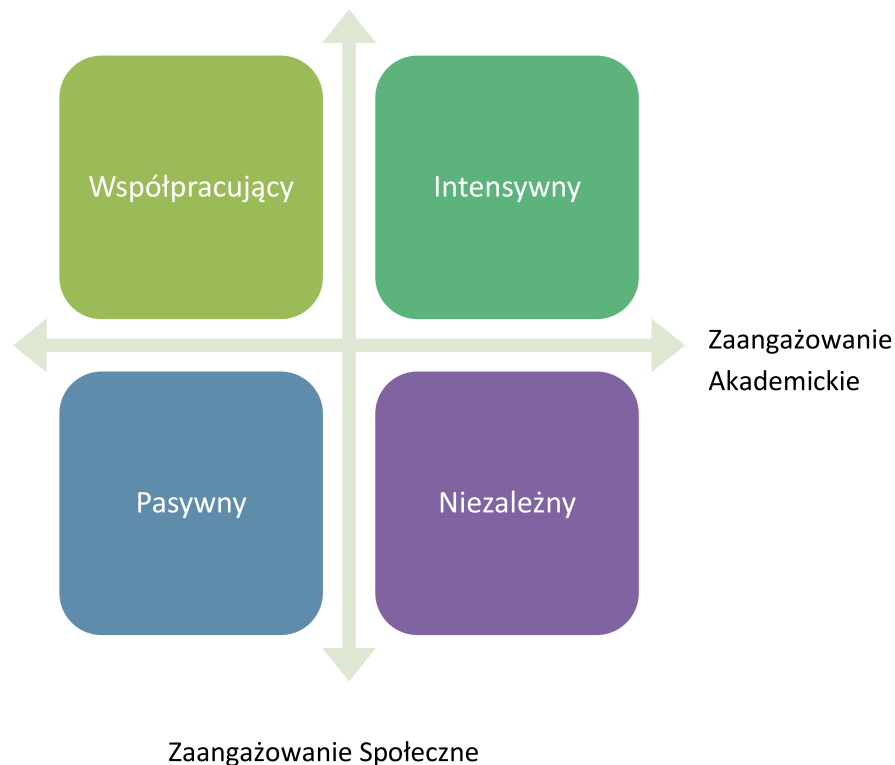 Współpracujący
Intensywny
Zaangażowanie
Akademickie
Pasywny
Niezależny
Zaangażowanie Społeczne